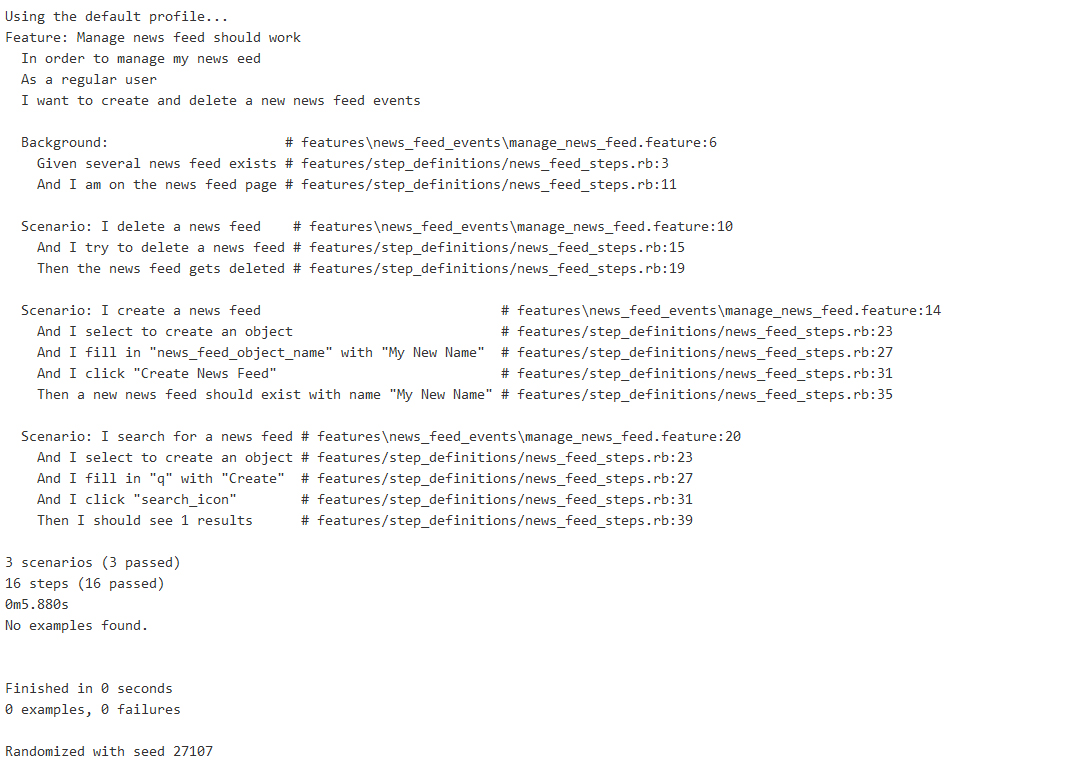 Using the default profile...
Feature: Manage news feed should work
  In order to manage my news eed
  As a regular user
  I want to create and delete a new news feed events

  Background:                      # features\news_feed_events\manage_news_feed.feature:6
    Given several news feed exists # features/step_definitions/news_feed_steps.rb:3
    And I am on the news feed page # features/step_definitions/news_feed_steps.rb:11

  Scenario: I delete a news feed    # features\news_feed_events\manage_news_feed.feature:10
    And I try to delete a news feed # features/step_definitions/news_feed_steps.rb:15
    Then the news feed gets deleted # features/step_definitions/news_feed_steps.rb:19

  Scenario: I create a news feed                              # features\news_feed_events\manage_news_feed.feature:14
    And I select to create an object                          # features/step_definitions/news_feed_steps.rb:23
    And I fill in "news_feed_object_name" with "My New Name"  # features/step_definitions/news_feed_steps.rb:27
    And I click "Create News Feed"                            # features/step_definitions/news_feed_steps.rb:31
    Then a new news feed should exist with name "My New Name" # features/step_definitions/news_feed_steps.rb:35

  Scenario: I search for a news feed # features\news_feed_events\manage_news_feed.feature:20
    And I select to create an object # features/step_definitions/news_feed_steps.rb:23
    And I fill in "q" with "Create"  # features/step_definitions/news_feed_steps.rb:27
    And I click "search_icon"        # features/step_definitions/news_feed_steps.rb:31
    Then I should see 1 results      # features/step_definitions/news_feed_steps.rb:39

3 scenarios (3 passed)
16 steps (16 passed)
0m5.880s
No examples found.


Finished in 0 seconds
0 examples, 0 failures

Randomized with seed 27107